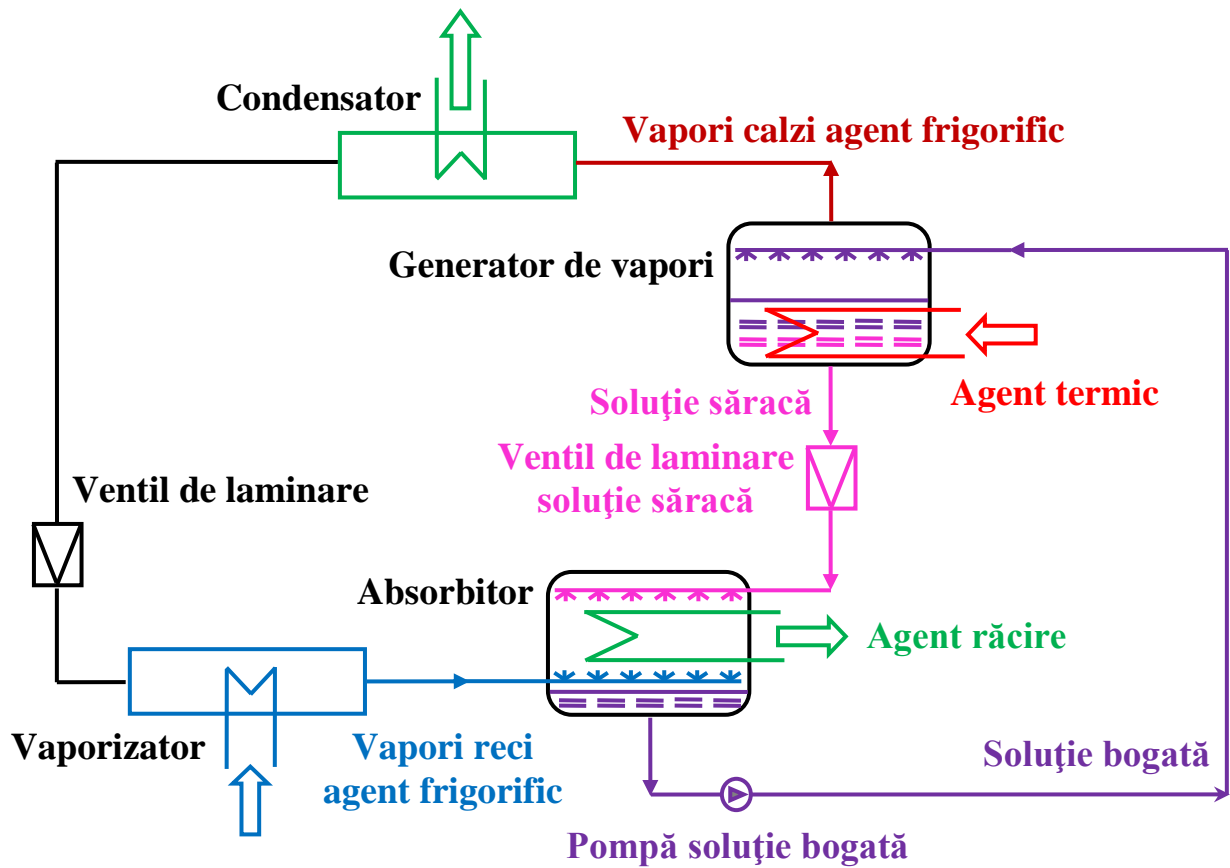 Condensator
Vapori calzi agent frigorific
Generator de vapori
Agent termic
Soluţie săracă
Ventil de laminare
soluţie săracă
Ventil de laminare
Absorbitor
Agent răcire
Vaporizator
Vapori reci
agent frigorific
Soluţie bogată
Pompă soluţie bogată